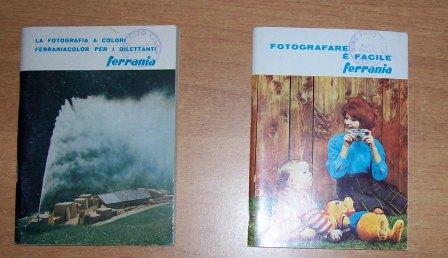 LA FOTOGRAFIA A COLORI
FERRANIACOLOR PER I DILETTANTI
ferrania
FOTOGRAFARE
È FACILE
ferrania